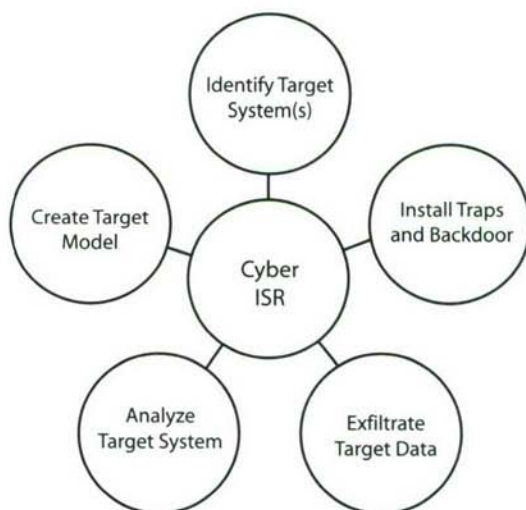 Identify Target
System(s)
Create Target
Model
Install Traps
and Backdoor
Cyber
ISR
Analyze
Target System
Exfiltrate
Target Data